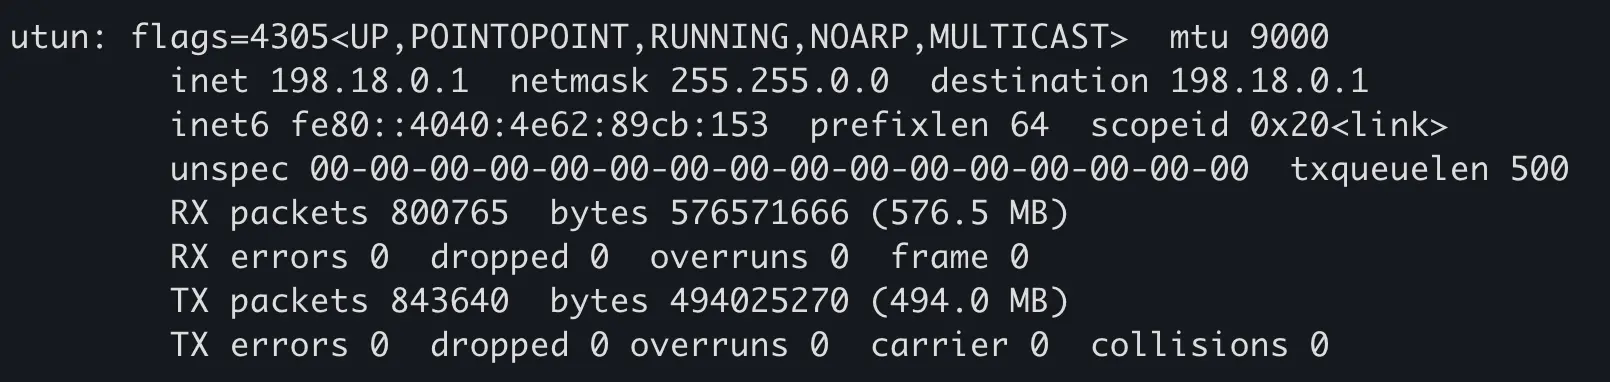 utun: flags=4305<UP,POINTOPOINT,RUNNING,NOARP,MULTICAST>  mtu 9000
        inet 198.18.0.1  netmask 255.255.0.0  destination 198.18.0.1
        inet6 fe80::4040:4e62:89cb:153  prefixlen 64  scopeid 0x20<link>
        unspec 00-00-00-00-00-00-00-00-00-00-00-00-00-00-00-00  txqueuelen 500
        RX packets 800765  bytes 576571666 (576.5 MB)
        RX errors 0  dropped 0  overruns 0  frame 0
        TX packets 843640  bytes 494025270 (494.0 MB)
        TX errors 0  dropped 0 overruns 0  carrier 0  collisions 0